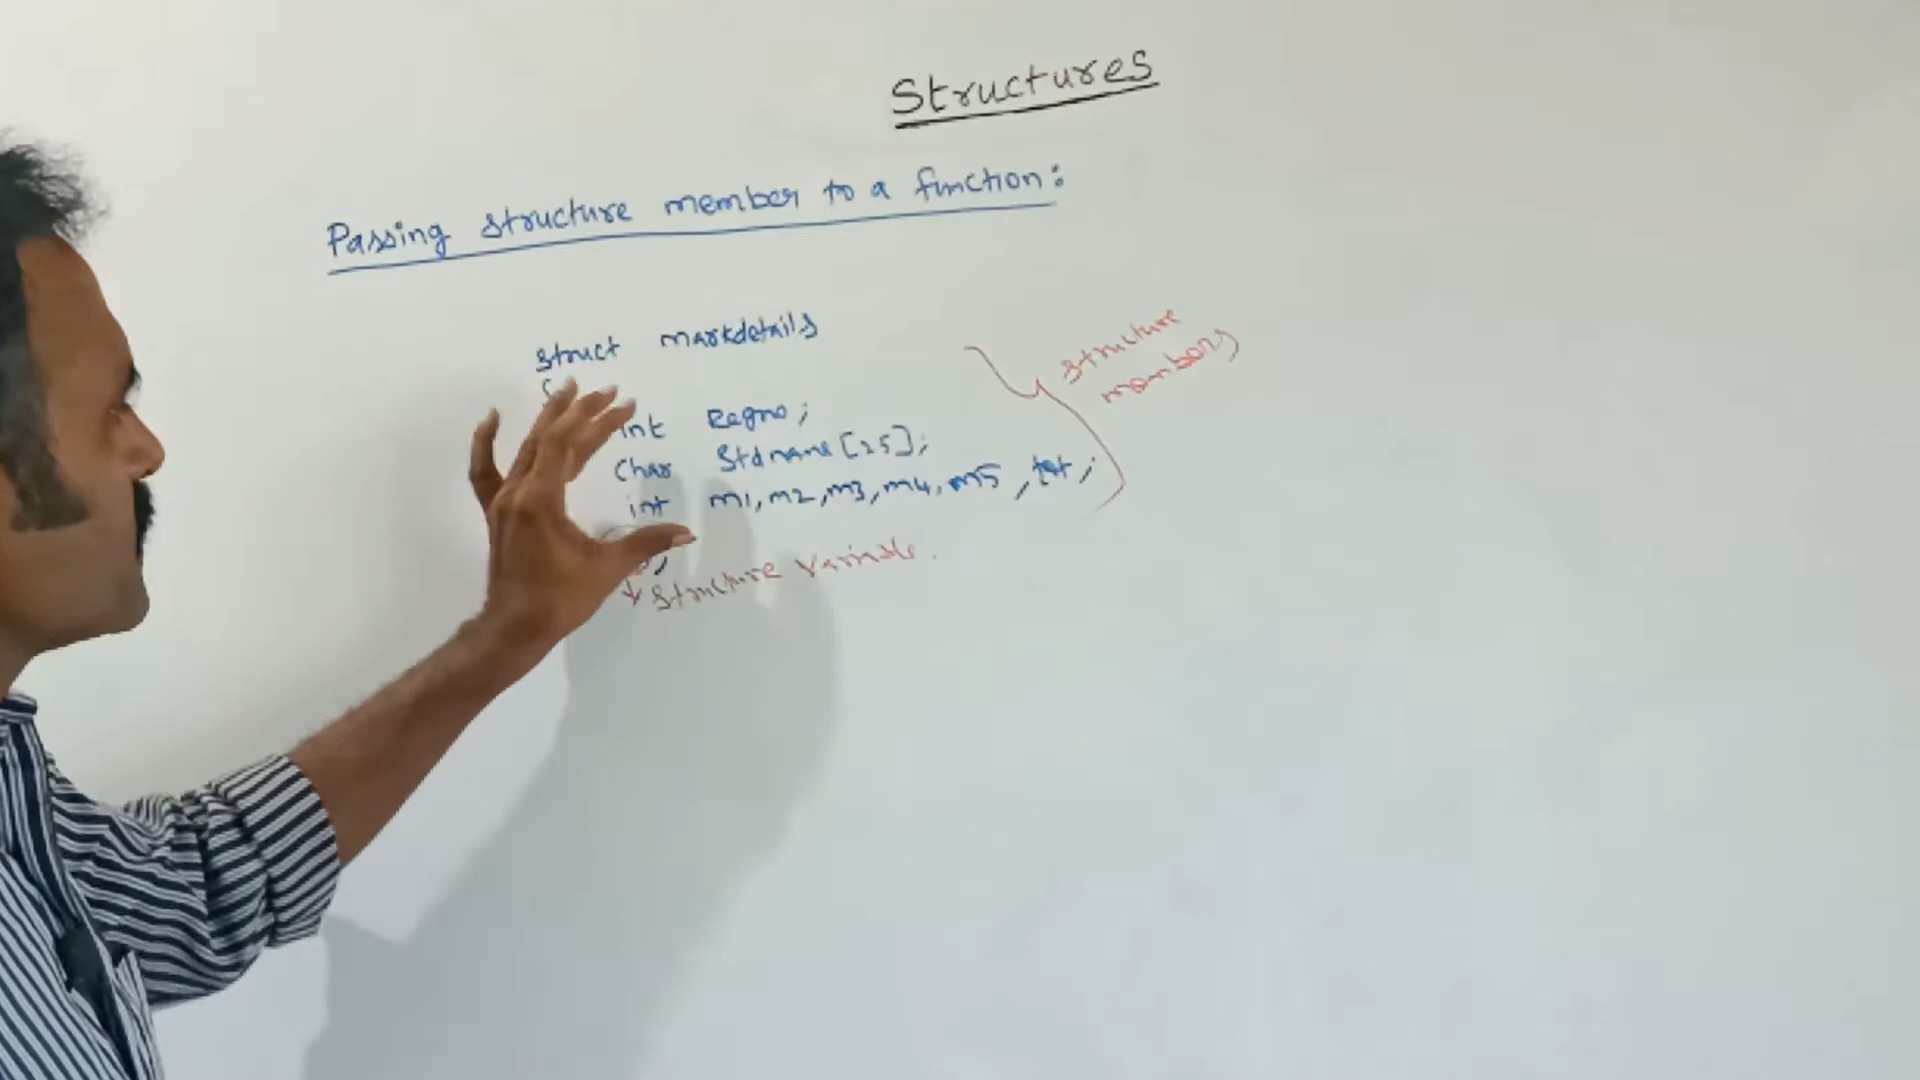 Structures
Passing structure member to a function:
struct markdetails
{
int Regno;
char Stdname[25];
int m1,m2,m3,m4,m5,tot;
;
structure variable.
structure
members